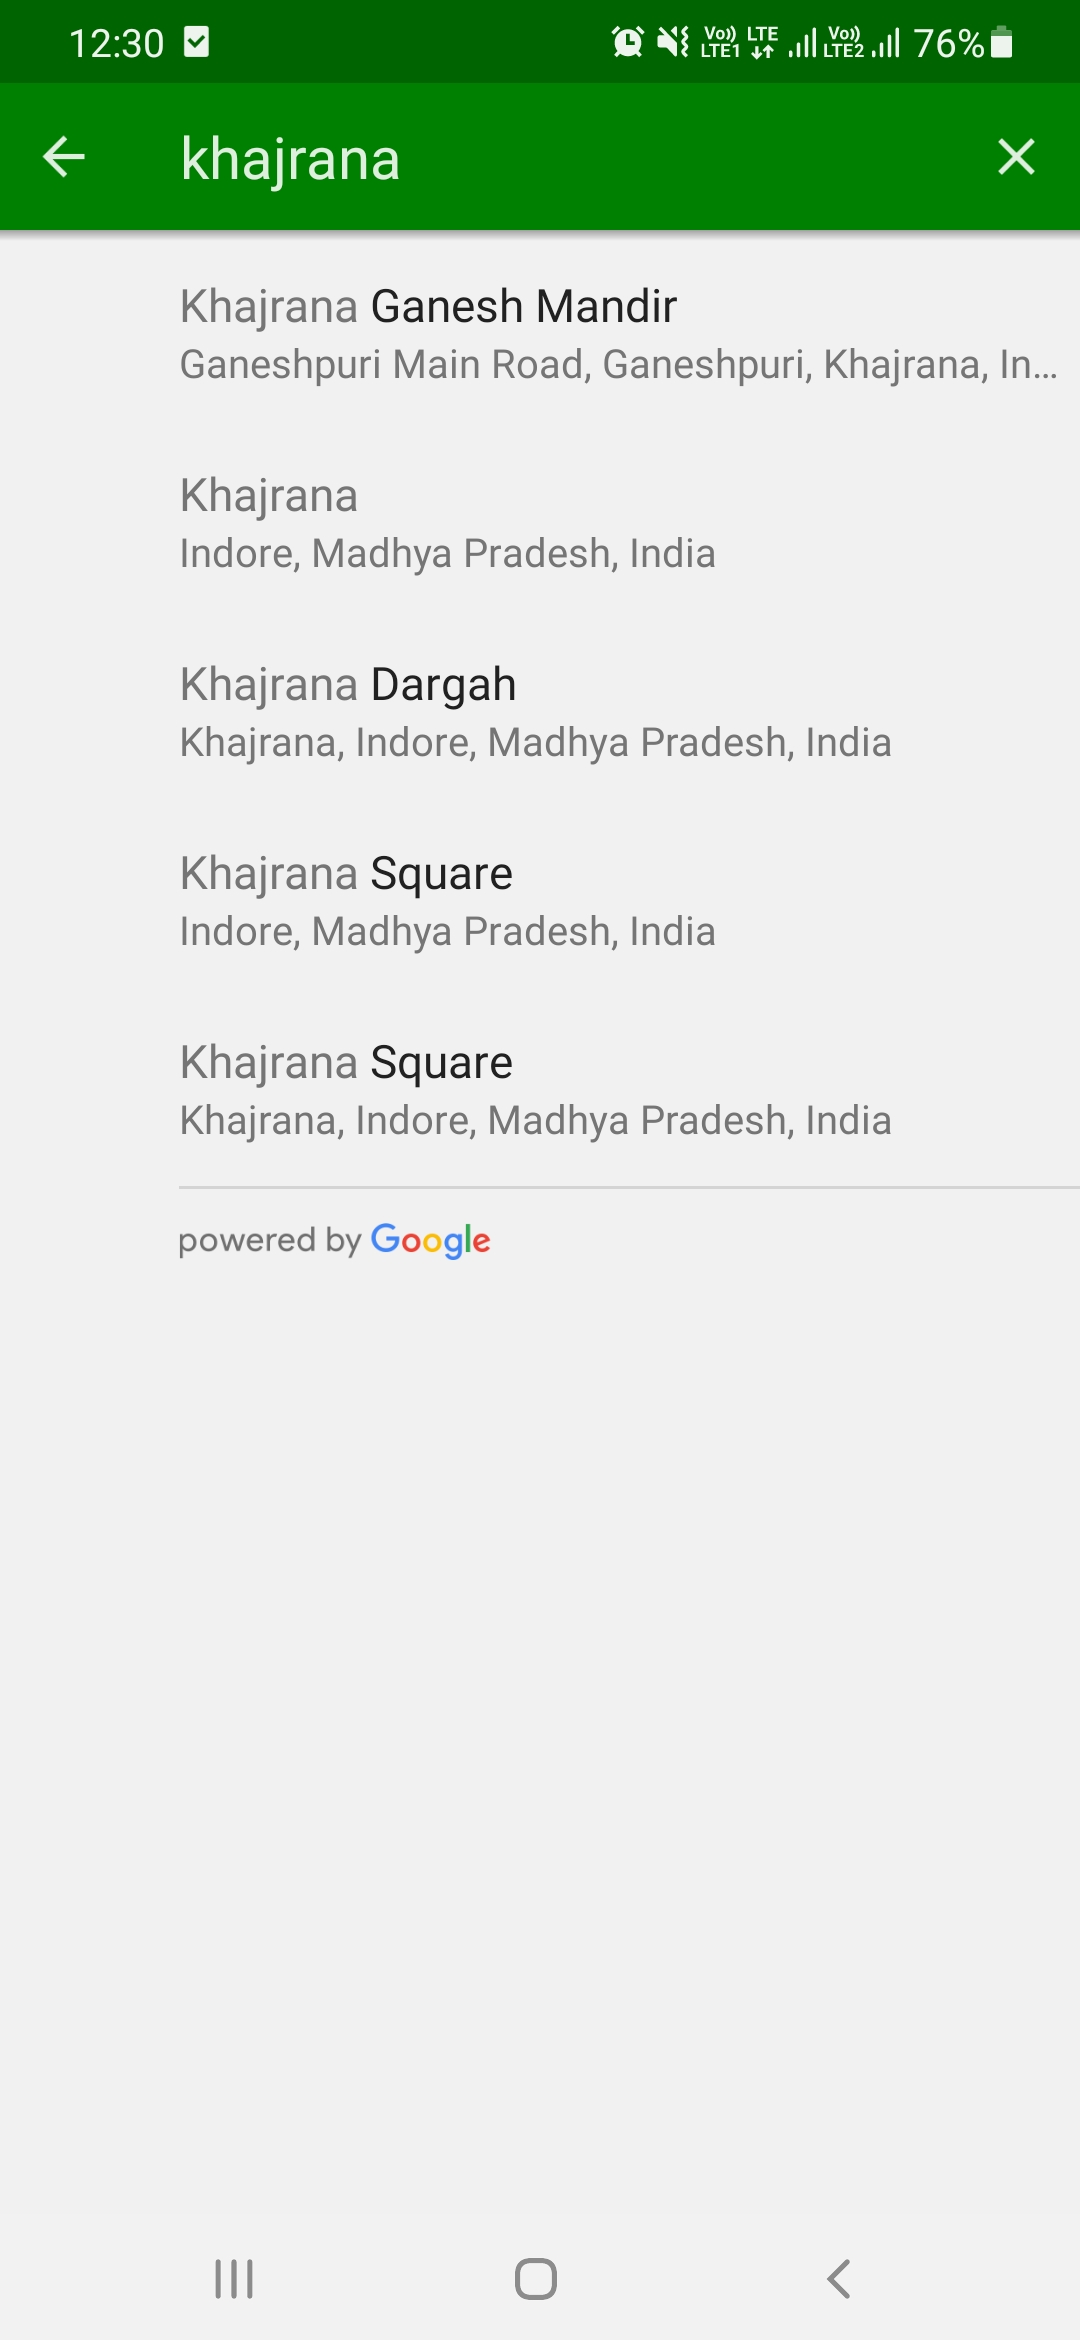 12:30 Vo)) LTE1 LTE Vo)) LTE2 76%
khajrana
Khajrana Ganesh Mandir
Ganeshpuri Main Road, Ganeshpuri, Khajrana, In...
Khajrana
Indore, Madhya Pradesh, India
Khajrana Dargah
Khajrana, Indore, Madhya Pradesh, India
Khajrana Square
Indore, Madhya Pradesh, India
Khajrana Square
Khajrana, Indore, Madhya Pradesh, India
powered by Google